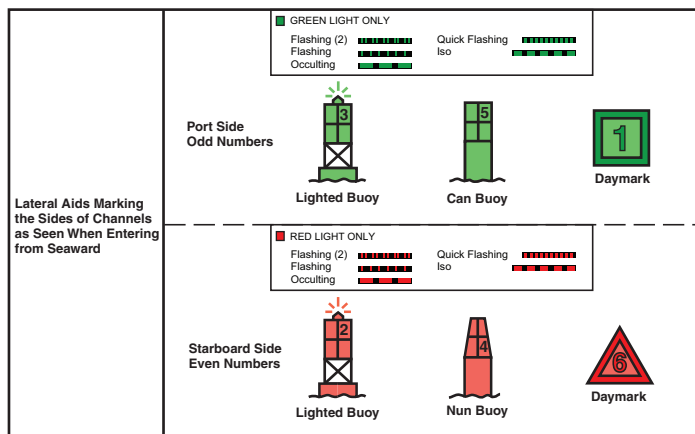 GREEN LIGHT ONLY
Flashing (2)
Quick Flashing
Flashing
Iso
Occulting
Port Side
Odd Numbers
3
5
1
Lighted Buoy
Can Buoy
Daymark
Lateral Aids Marking
the Sides of Channels
as Seen When Entering
from Seaward
RED LIGHT ONLY
Flashing (2)
Quick Flashing
Flashing
Iso
Occulting
Starboard Side
Even Numbers
2
4
6
Lighted Buoy
Nun Buoy
Daymark